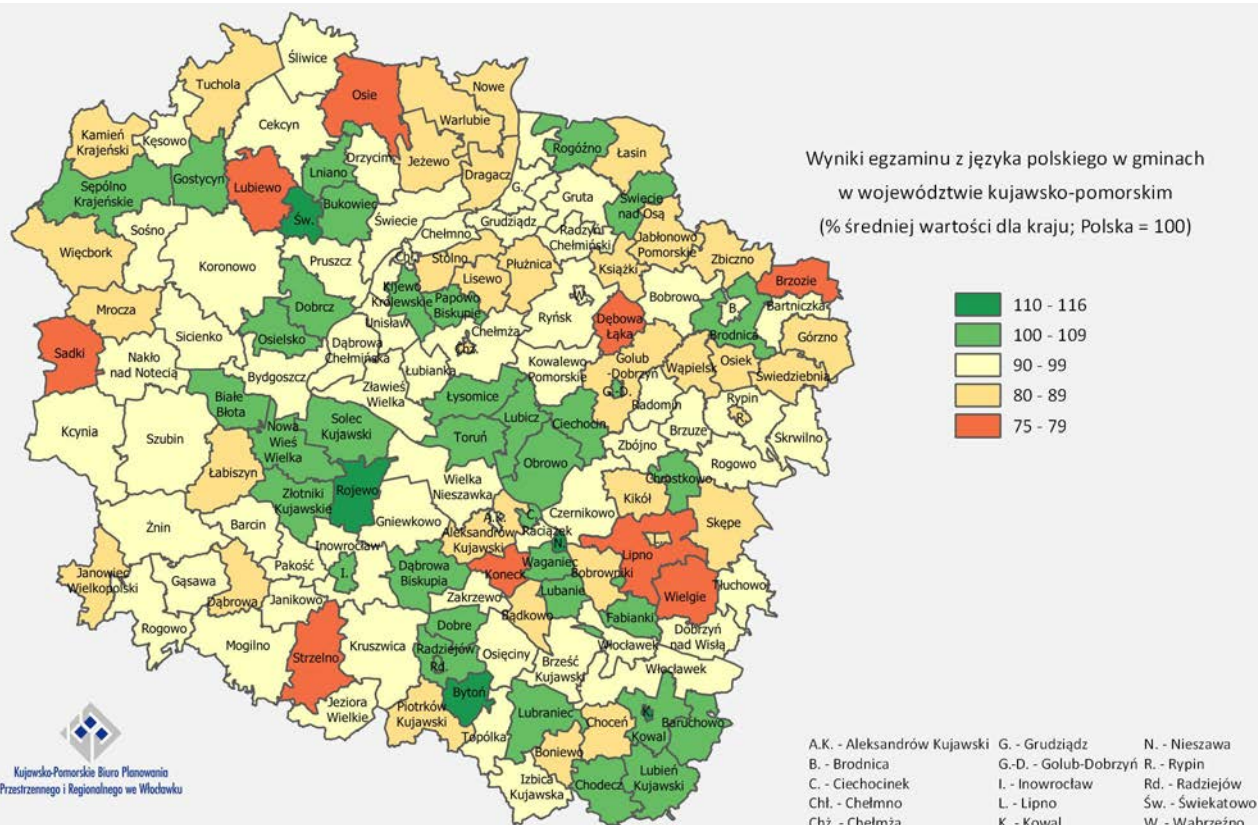 Śliwice
Tuchola
Osie
Nowe
Cekcyn
Warlubie
Kamień
Krajeński
Kęsowo
Rogóźno
Drzycim
Jeżewo
Łasin
Dragacz
Lniano
Gostycyn
Lubiewo
Sępólno
Krajeńskie
G.
Gruta
Świecie
nad Osą
Bukowiec
Św.
Świecie
Grudziądz
Radzyń
Chełmiński
Sośno
Chełmno
Jabłonowo
Pomorskie
Więcbork
Pruszcz
Zbiczno
Koronowo
Chł.
Stolno
Płużnica
Książki
Lisewo
Brzozie
Kijewo
Królewskie
Papowo
Biskupie
W.
Bobrowo
Bartniczka
Mrocza
Dobrcz
B.
Unisław
Chełmża
Ryńsk
Dębowa
Łąka
Brodnica
Górzno
Sicienko
Osielsko
Dąbrowa
Chełmińska
Chż.
Sadki
Nakło
nad Notecią
Łubianka
Kowalewo
Pomorskie
Golub
-Dobrzyń
Wąpielsk
Osiek
Świedziebnia
Bydgoszcz
Zławieś
Wielka
G.-D.
Białe
Błota
Łysomice
Radomin
Rypin
R.
Kcynia
Szubin
Solec
Kujawski
Lubicz
Ciechocin
Nowa
Wieś
Wielka
Toruń
Zbójno
Brzuze
Skrwilno
Obrowo
Rogowo
Łabiszyn
Rojewo
Wielka
Nieszawka
Chrostkowo
Złotniki
Kujawskie
Kikół
Czernikowo
Skępe
Żnin
Barcin
Gniewkowo
A.K.
C.
Raciążek
Aleksandrów
Kujawski
N.
Inowrocław
L.
Lipno
Pakość
Koneck
Waganiec
Bobrowniki
Janowiec
Wielkopolski
Gąsawa
I.
Dąbrowa
Biskupia
Lubanie
Wielgie
Tłuchowo
Dąbrowa
Janikowo
Zakrzewo
Bądkowo
Fabianki
Rogowo
Dobre
Dobrzyń
nad Wisłą
Mogilno
Strzelno
Kruszwica
Radziejów
Osięciny
Włocławek
Rd.
Brześć
Kujawski
Włocławek
Bytoń
Jeziora
Wielkie
Piotrków
Kujawski
Lubraniec
Choceń
K.
Baruchowo
Topólka
Kowal
Boniewo
Izbica
Kujawska
Chodecz
Lubień
Kujawski
Wyniki egzaminu z języka polskiego w gminach
w województwie kujawsko-pomorskim
(% średniej wartości dla kraju; Polska = 100)
110 - 116
100 - 109
90 - 99
80 - 89
75 - 79
Kujawsko-Pomorskie Biuro Planowania
Przestrzennego i Regionalnego we Włocławku
A.K. - Aleksandrów Kujawski G. - Grudziądz N. - Nieszawa
B. - Brodnica G.-D. - Golub-Dobrzyń R. - Rypin
C. - Ciechocinek I. - Inowrocław Rd. - Radziejów
Chł. - Chełmno L. - Lipno Św. - Świekatowo
Chż. - Chełmża K. - Kowal W. - Wąbrzeźno